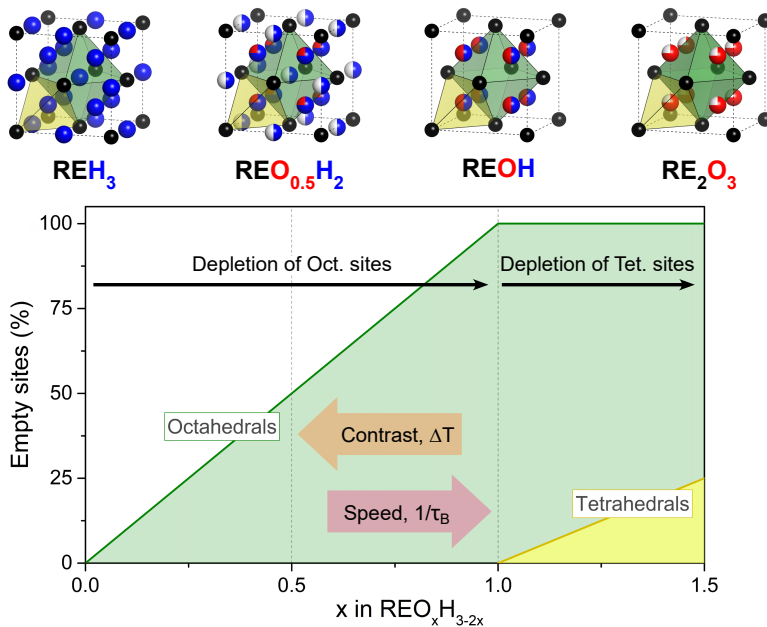 REH₃ REO₀.₅H₂ REOH RE₂O₃
100
75
50
25
0
Empty sites (%)
Depletion of Oct. sites
Depletion of Tet. sites
Octahedrals
Contrast, ΔT
Speed, 1/τ_B
Tetrahedrals
0.0 0.5 1.0 1.5
x in REOₓH₃₋₂ₓ